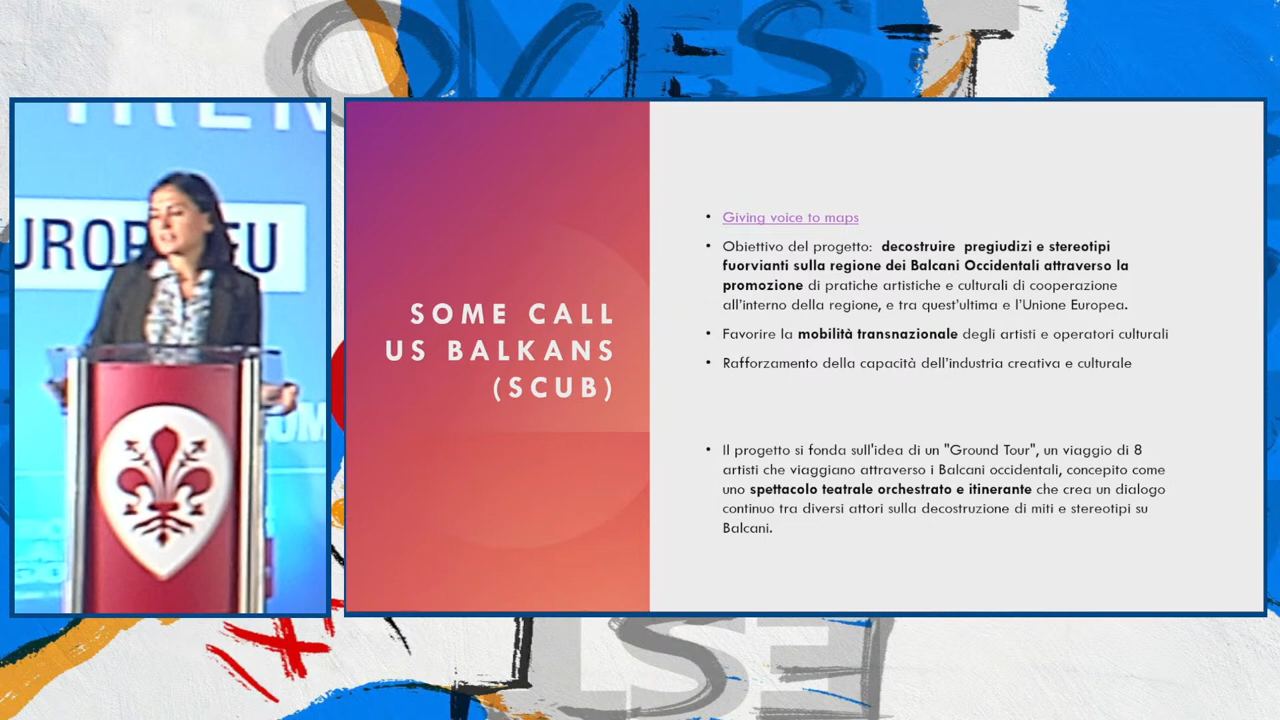 OVEST
TREN
EUROPE EU
COM
SOME CALL
US BALKANS
(SCUB)
• Giving voice to maps
• Obiettivo del progetto: decostruire pregiudizi e stereotipi
fuorvianti sulla regione dei Balcani Occidentali attraverso la
promozione di pratiche artistiche e culturali di cooperazione
all'interno della regione, e tra quest'ultima e l'Unione Europea.
• Favorire la mobilità transnazionale degli artisti e operatori culturali
• Rafforzamento della capacità dell'industria creativa e culturale
• Il progetto si fonda sull'idea di un "Ground Tour", un viaggio di 8
artisti che viaggiano attraverso i Balcani occidentali, concepito come
uno spettacolo teatrale orchestrato e itinerante che crea un dialogo
continuo tra diversi attori sulla decostruzione di miti e stereotipi su
Balcani.